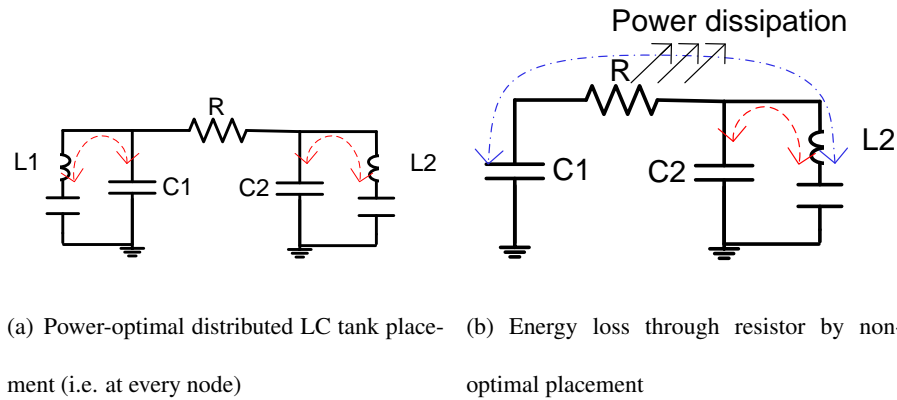 Power dissipation
R
L1
C1
C2
L2
R
C1
C2
L2
(a) Power-optimal distributed LC tank place-
ment (i.e. at every node)
(b) Energy loss through resistor by non-
optimal placement